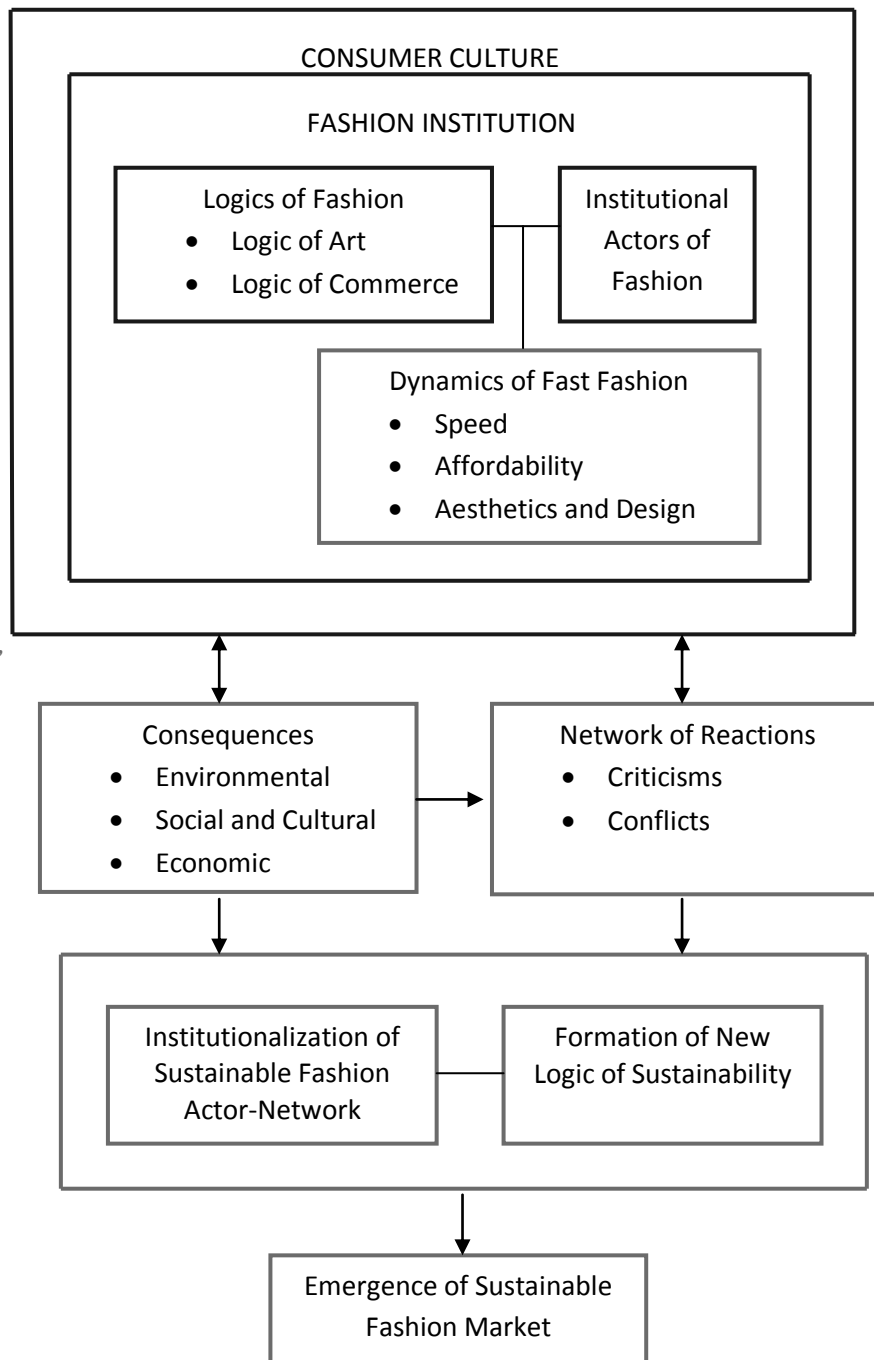 CONSUMER CULTURE
FASHION INSTITUTION
Logics of Fashion
• Logic of Art
• Logic of Commerce
Institutional
Actors of
Fashion
Dynamics of Fast Fashion
• Speed
• Affordability
• Aesthetics and Design
Consequences
• Environmental
• Social and Cultural
• Economic
Network of Reactions
• Criticisms
• Conflicts
Institutionalization of
Sustainable Fashion
Actor-Network
Formation of New
Logic of Sustainability
Emergence of Sustainable
Fashion Market